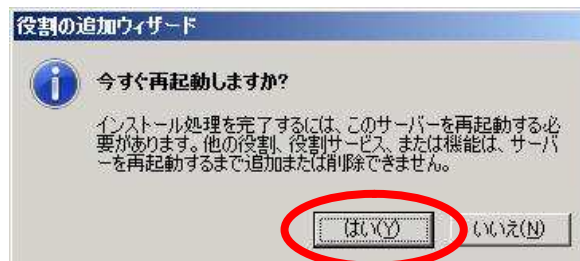 役割の追加ウィザード
今すぐ再起動しますか?
インストール処理を完了するには、このサーバーを再起動する必
要があります。他の役割、役割サービス、または機能は、サーバ
ーを再起動するまで追加または削除できません。
はい(Y) いいえ(N)